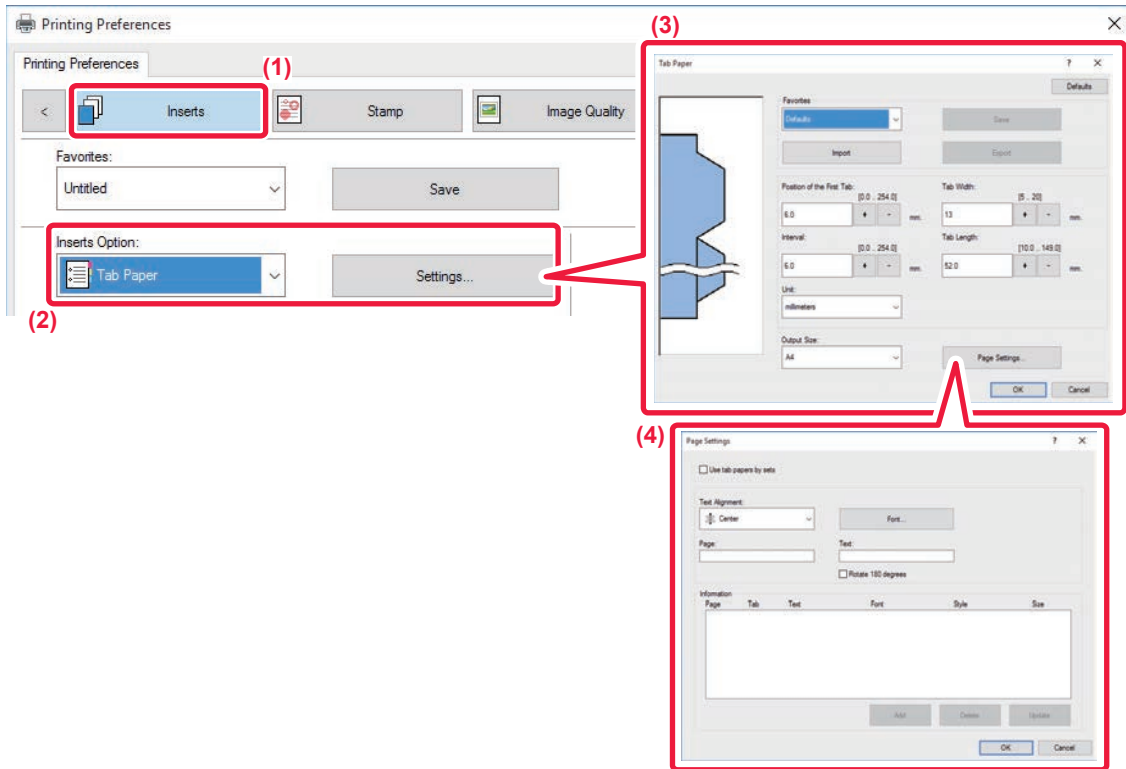 Printing Preferences
(3)
Printing Preferences
(1)
<
Inserts
Stamp
Image Quality
Favorites:
Untitled
Save
Inserts Option:
Tab Paper
Settings...
(2)
Tab Paper
?
Defaults
Favorites
Defaults
Save
Import
Export
Position of the First Tab:
[0.0 .. 254.0]
6.0
+ -
mm.
Tab Width:
[5 .. 20]
13
+ -
mm.
Interval:
[0.0 .. 254.0]
6.0
+ -
mm.
Tab Length:
[10.0 .. 149.0]
52.0
+ -
mm.
Unit:
millimeters
Output Size:
A4
Page Settings...
OK Cancel
(4)
Page Settings
?
Use tab papers by sets
Text Alignment:
Center
Font...
Page:
Text:
Rotate 180 degrees
Information
Page Tab Text Font Style Size
Add Delete Update
OK Cancel